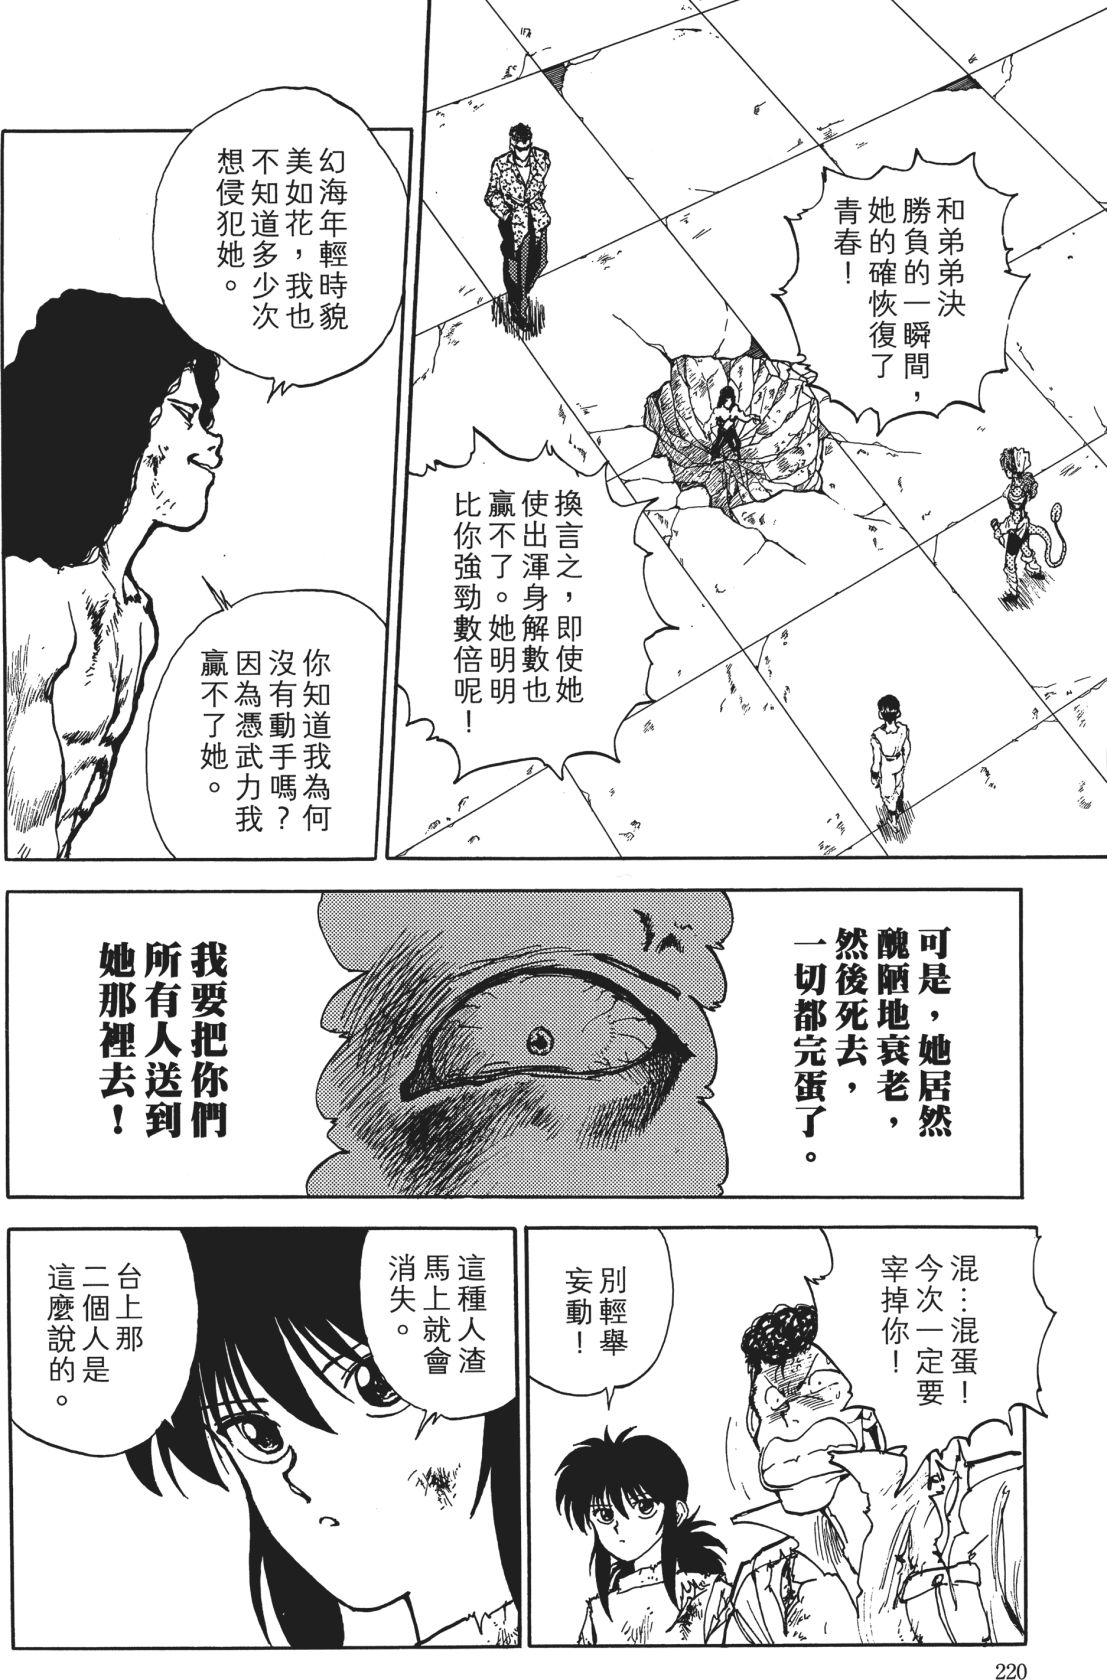 和弟弟決
勝負的一瞬間，
她的確恢復了
青春！
換言之，即使她
使出渾身解數也
贏不了。她明明
比你強勁數倍呢！
幻海年輕時貌
美如花，我也
不知道多少次
想侵犯她。
你知道我為何
沒有動手嗎？
因為憑武力我
贏不了她。
可是，她居然
醜陋地衰老，
然後死去，
一切都完蛋了。
我要把你們
所有人送到
她那裡去！
混…混蛋！
今次一定要
宰掉你！
別輕舉
妄動！
這種人渣
馬上就會
消失。
台上那
二個人是
這麼說的。
220